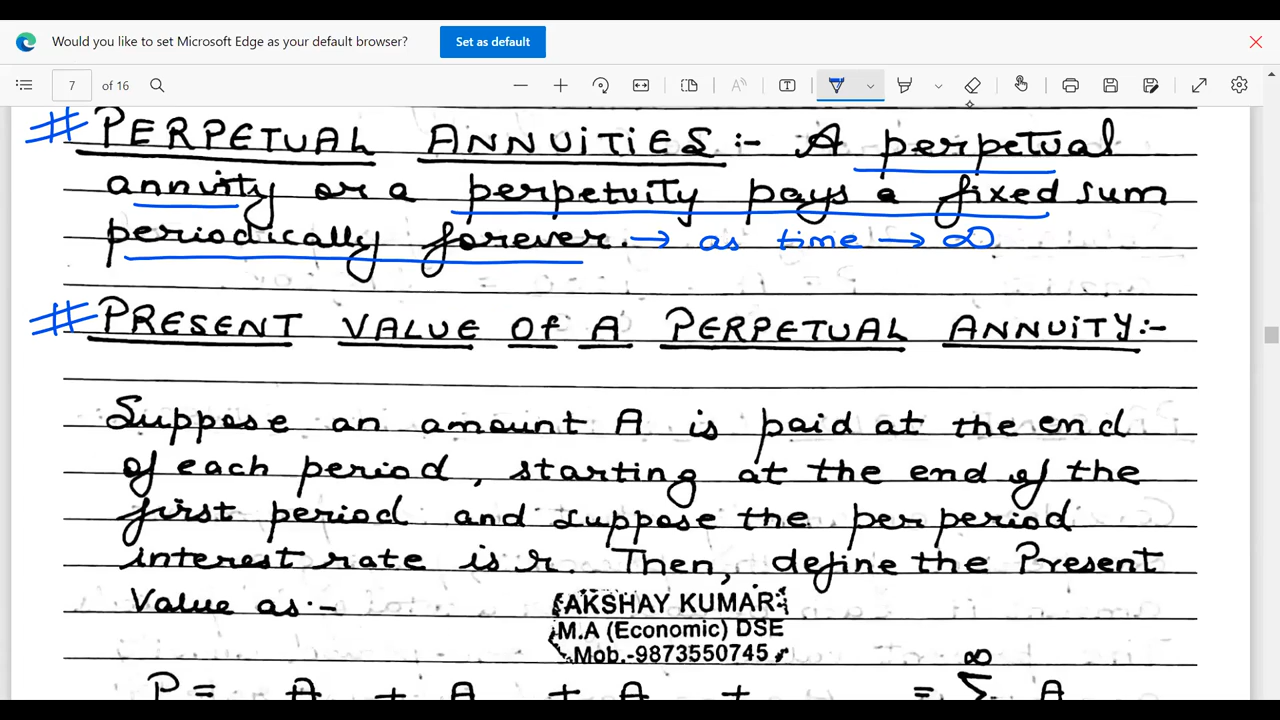 Would you like to set Microsoft Edge as your default browser? Set as default
7 of 16
# PERPETUAL ANNUITIES :- A perpetual
annuity or a perpetuity pays a fixed sum
periodically forever. → as time → ∞
# PRESENT VALUE OF A PERPETUAL ANNUITY:-
Suppose an amount A is paid at the end
of each period, starting at the end of the
first period and suppose the per period
interest rate is r. Then, define the Present
Value as:-
AKSHAY KUMAR
M.A (Economic) DSE
Mob.-9873550745
∞
P = A + A + A + = Σ A